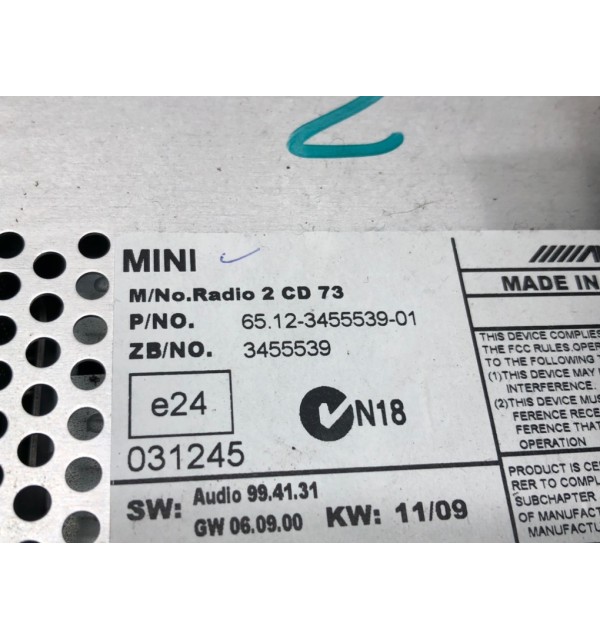 2
MINI
M/No.Radio 2 CD 73
P/NO. 65.12-3455539-01
ZB/NO. 3455539
e24
N18
031245
SW: Audio 99.41.31
GW 06.09.00
KW: 11/09
MADE IN
THIS DEVICE COMPLIES
THE FCC RULES.OPER
TO THE FOLLOWING
(1)THIS DEVICE MAY
INTERFERENCE.
(2)THIS DEVICE MUS
FERENCE RECE
FERENCE THAT
OPERATION
PRODUCT IS CE
RER TO COMPL
SUBCHAPTER
OF MANUFACT
MANUFACTU